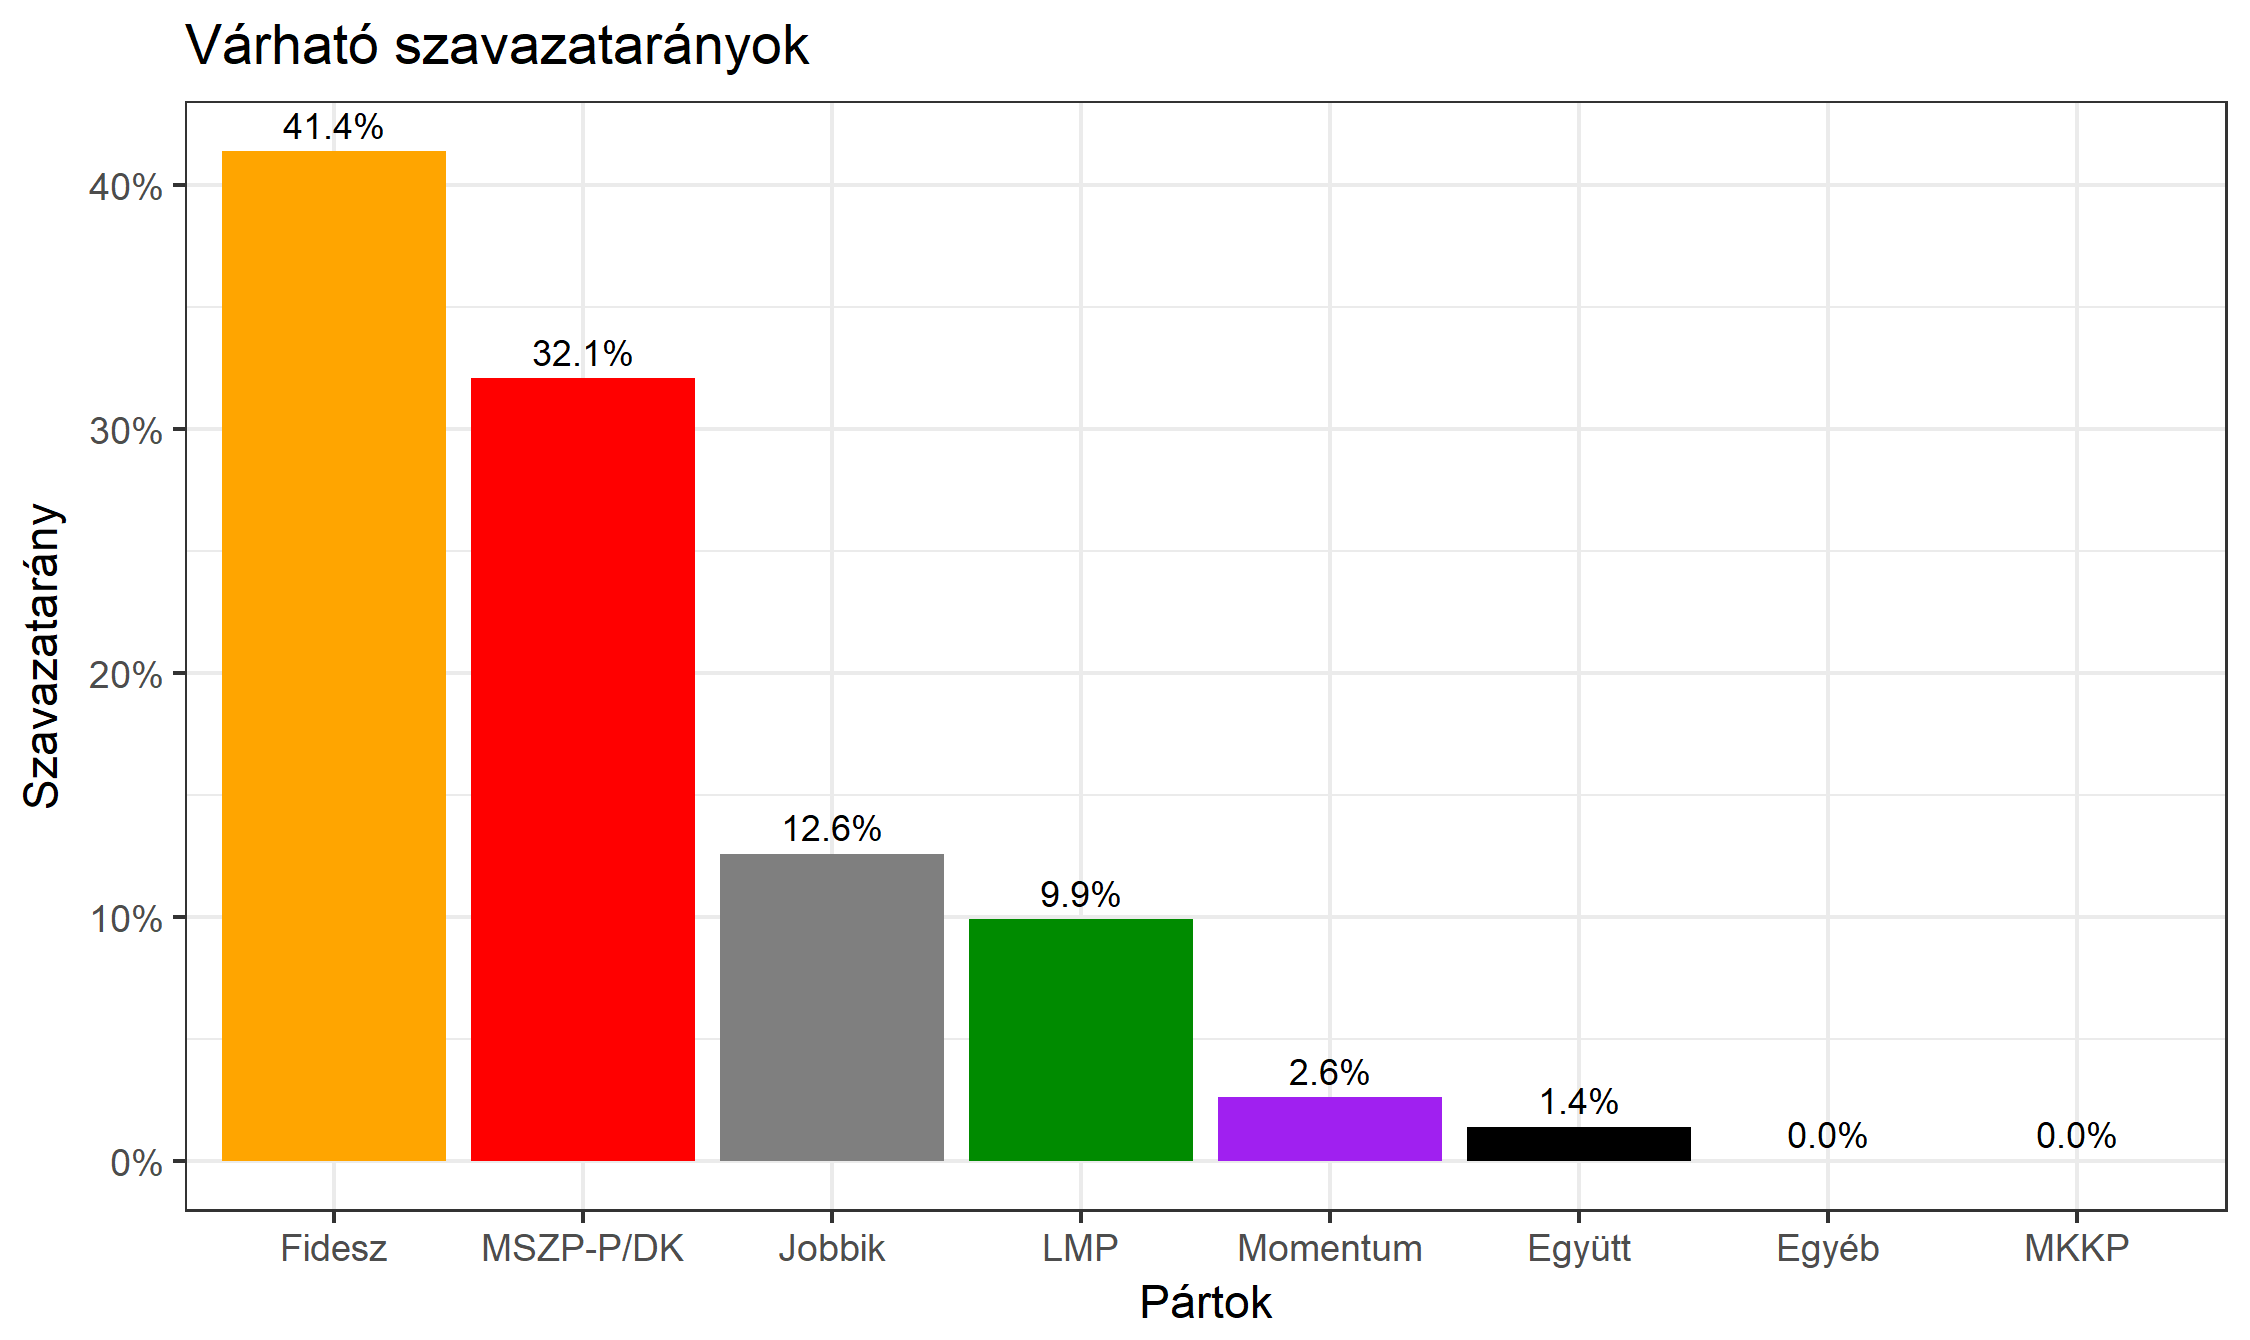 Várható szavazatarányok
Szavazatarány
40%
30%
20%
10%
0%
41.4%
32.1%
12.6%
9.9%
2.6%
1.4%
0.0%
0.0%
Fidesz
MSZP-P/DK
Jobbik
LMP
Momentum
Együtt
Egyéb
MKKP
Pártok